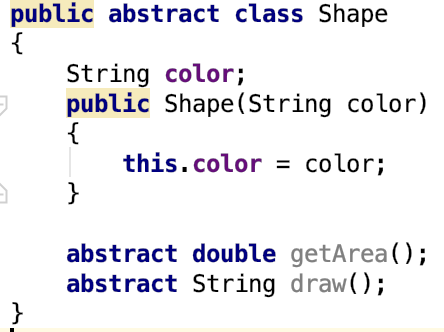 public abstract class Shape
{
    String color;
    public Shape(String color)
    {
        this.color = color;
    }

    abstract double getArea();
    abstract String draw();
}